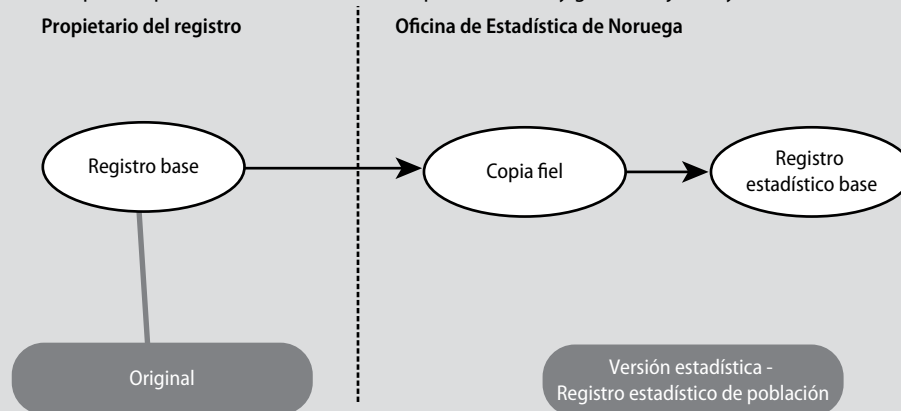 Propietario del registro
Oficina de Estadística de Noruega
Registro base
Copia fiel
Registro
estadístico base
Original
Versión estadística -
Registro estadístico de población